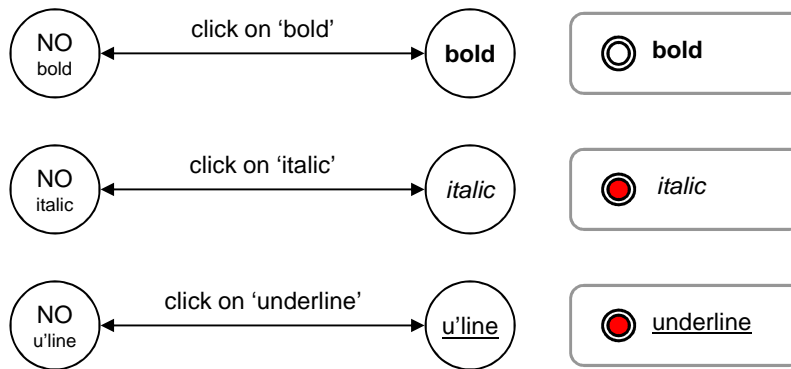 NO
bold
click on ‘bold’
bold
bold
NO
italic
click on ‘italic’
italic
italic
NO
u'line
click on ‘underline’
u'line
underline